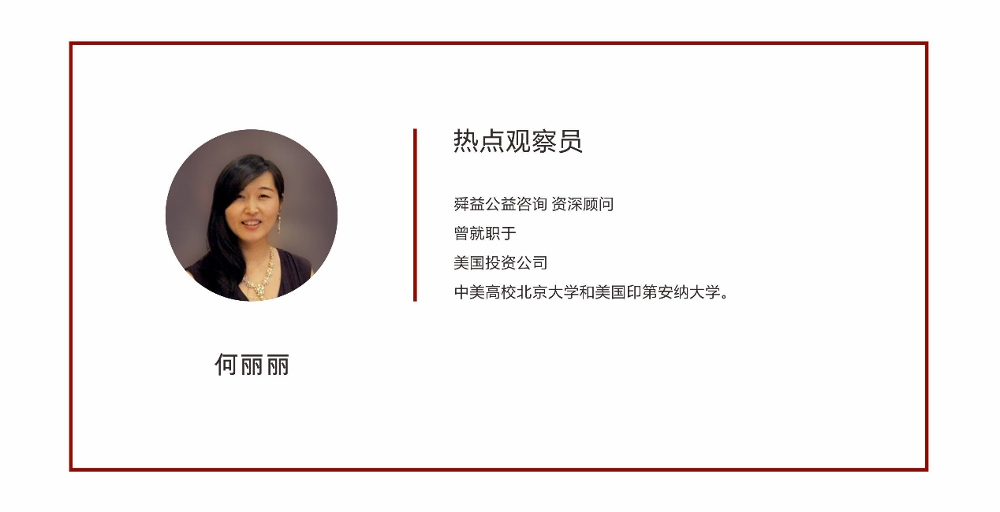 热点观察员
舜益公益咨询 资深顾问
曾就职于
美国投资公司
中美高校北京大学和美国印第安纳大学。
何丽丽